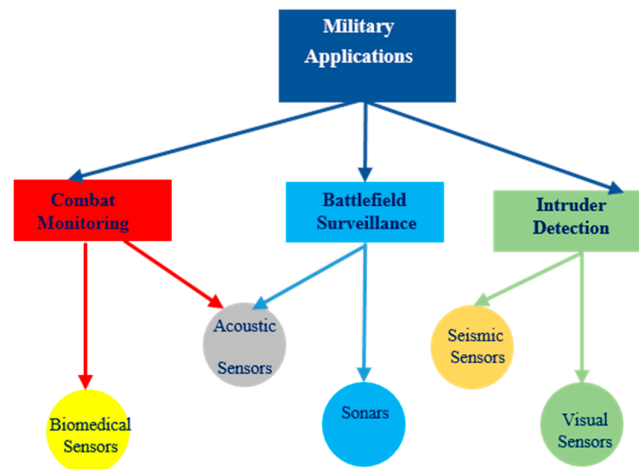 Military
Applications
Combat
Monitoring
Battlefield
Surveillance
Intruder
Detection
Acoustic
Sensors
Seismic
Sensors
Biomedical
Sensors
Sonars
Visual
Sensors